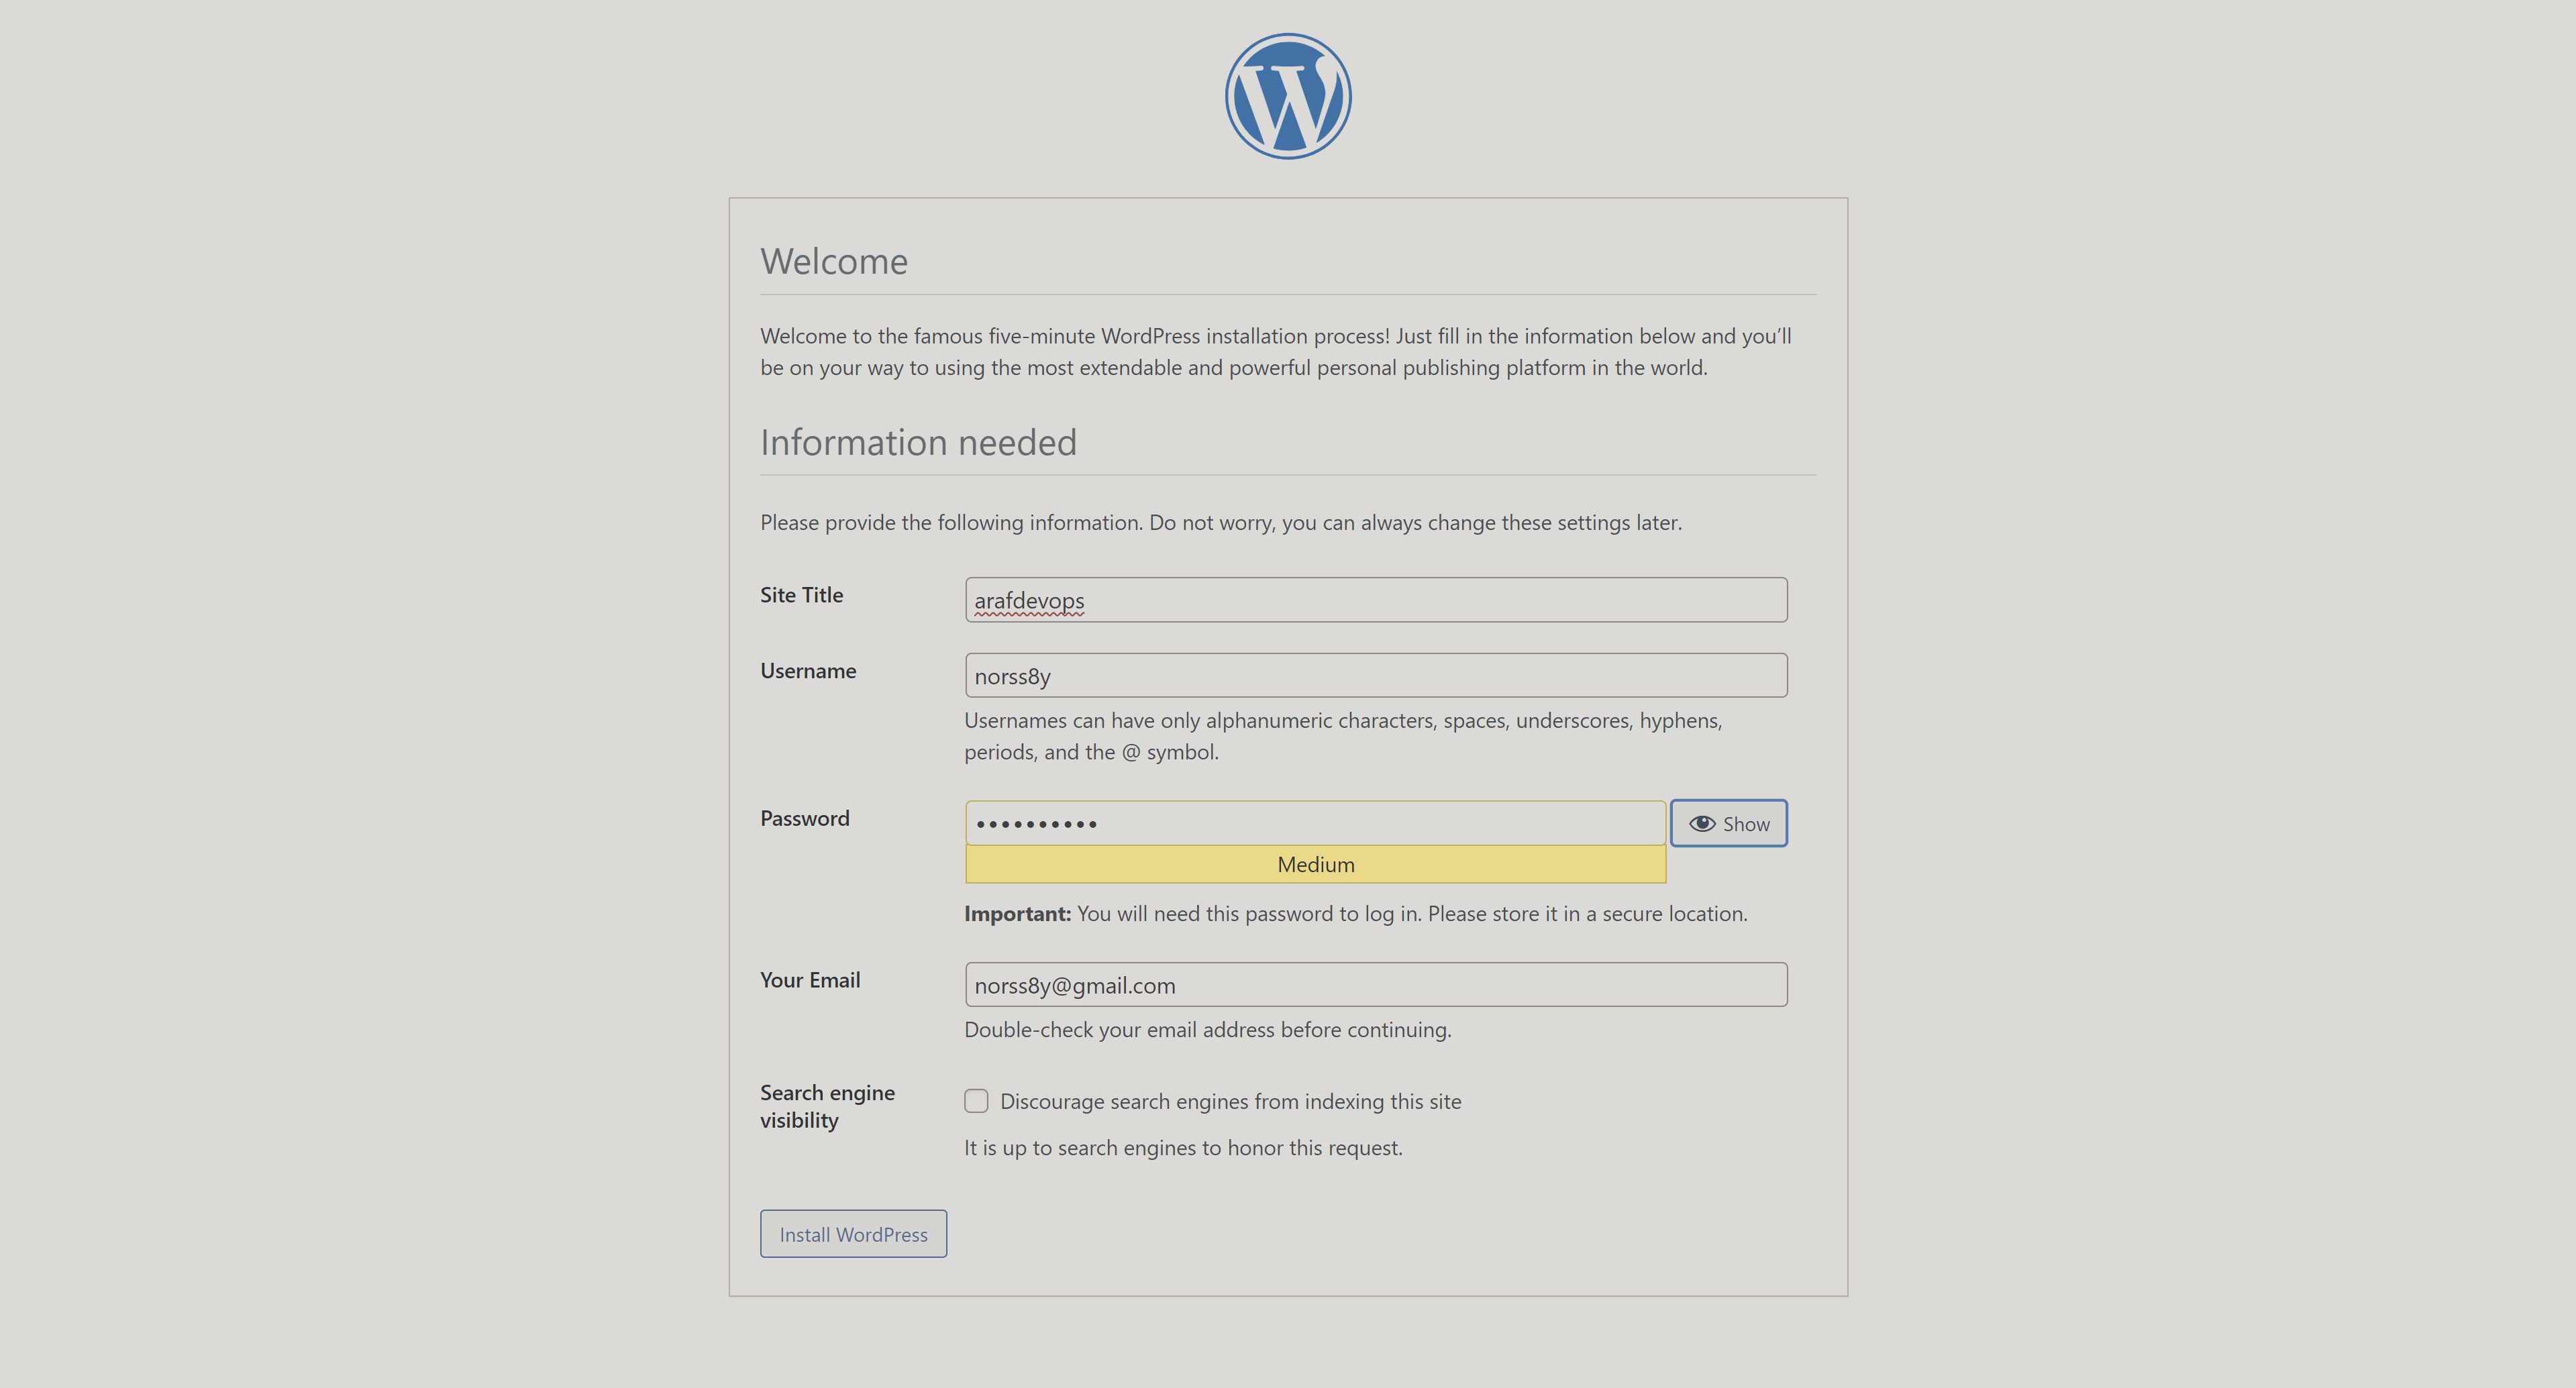 Welcome
Welcome to the famous five-minute WordPress installation process! Just fill in the information below and you’ll
be on your way to using the most extendable and powerful personal publishing platform in the world.
Information needed
Please provide the following information. Do not worry, you can always change these settings later.
Site Title
arafdevops
Username
norss8y
Usernames can have only alphanumeric characters, spaces, underscores, hyphens,
periods, and the @ symbol.
Password
••••••••••
Show
Medium
Important: You will need this password to log in. Please store it in a secure location.
Your Email
norss8y@gmail.com
Double-check your email address before continuing.
Search engine
visibility
Discourage search engines from indexing this site
It is up to search engines to honor this request.
Install WordPress